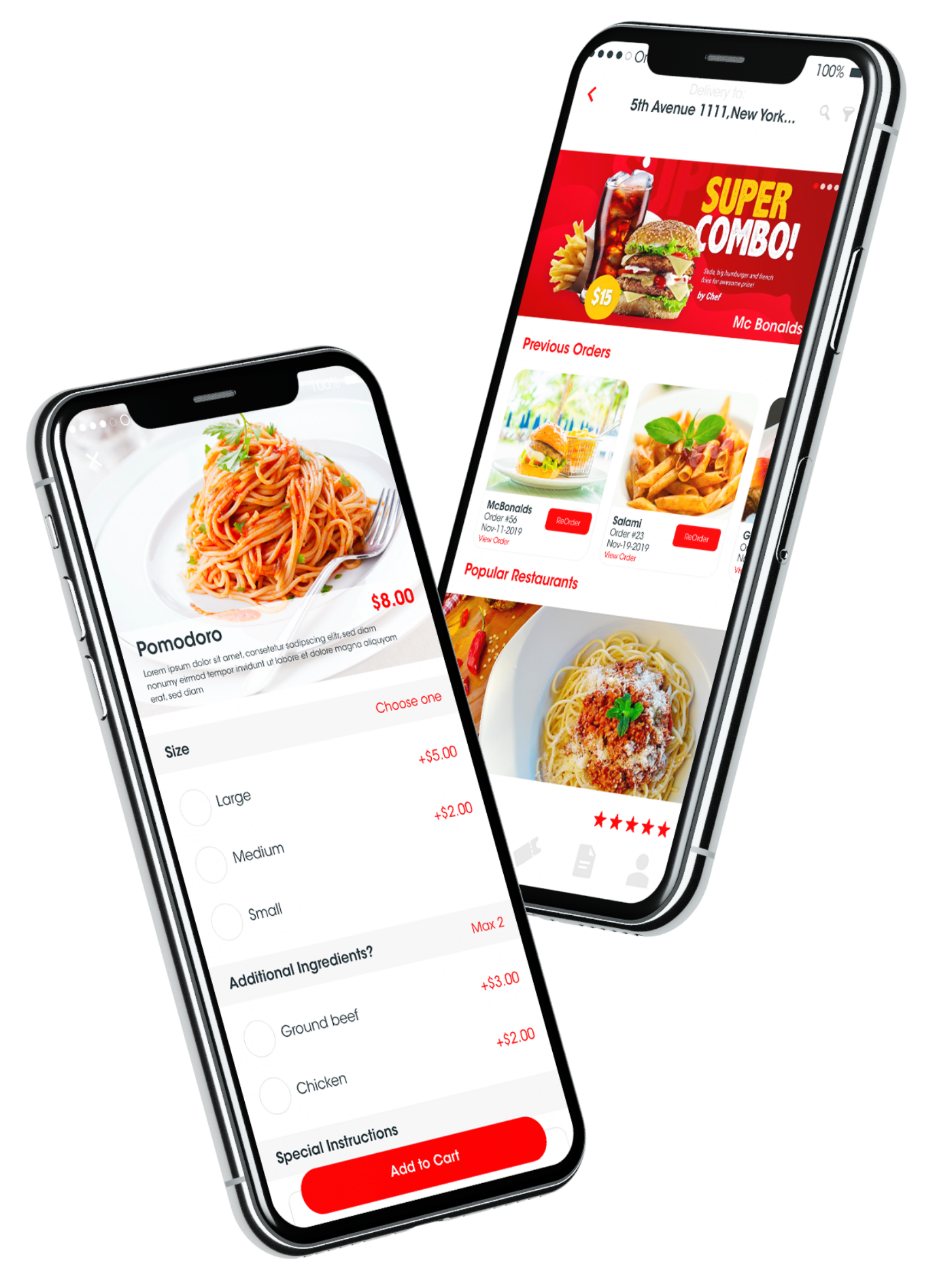 100%
Delivery to:
5th Avenue 1111,New York...
SUPER
COMBO!
Soda, big hamburger and french
fries for awesome price!
by Chef
$15
Mc Bonalds
Previous Orders
McBonalds
Order #56
Nov-11-2019
View Order
ReOrder
Salami
Order #23
Nov-19-2019
View Order
ReOrder
Popular Restaurants
$8.00
Pomodoro
Lorem ipsum dolor sit amet, consetetur sadipscing elitr, sed diam
nonumy eirmod tempor invidunt ut labore et dolore magna aliquyam
erat, sed diam
Size
Choose one
Large
+$5.00
Medium
+$2.00
Small
Additional Ingredients?
Max 2
Ground beef
+$3.00
Chicken
+$2.00
Special Instructions
Add to Cart